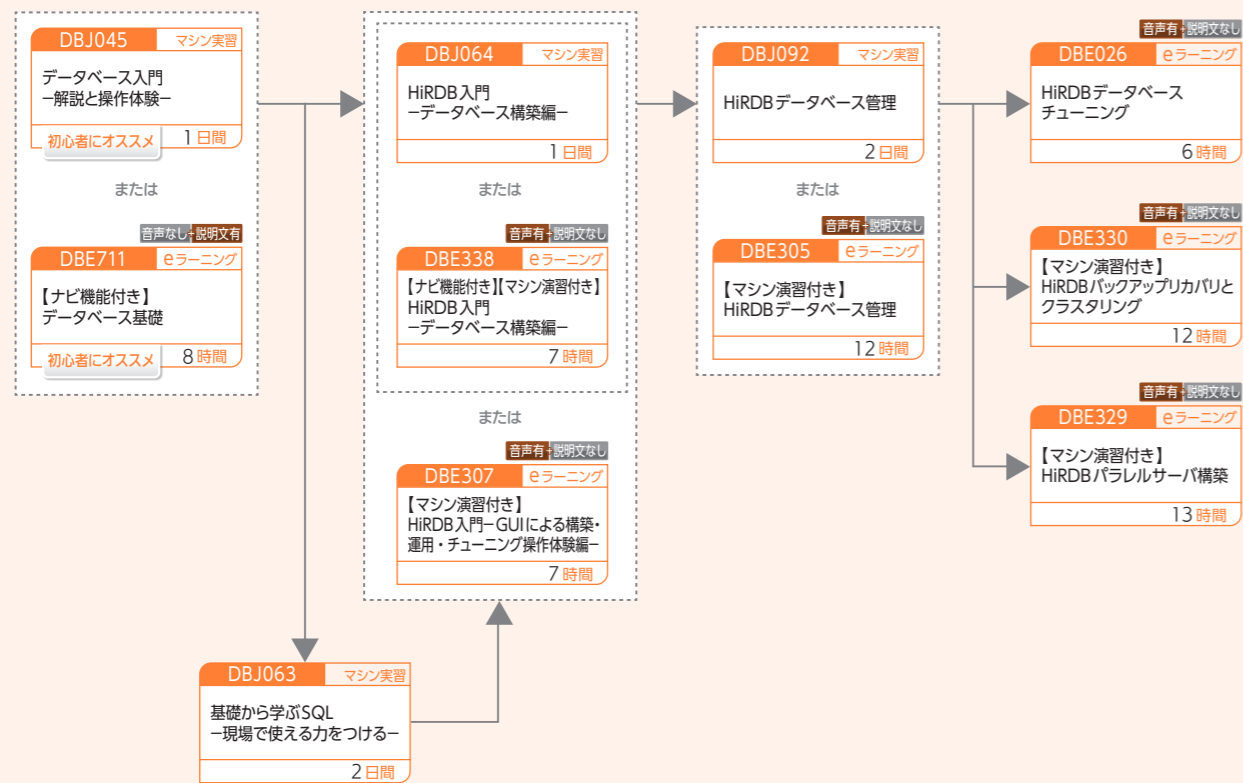 DBJ045 マシン実習
データベース入門
−解説と操作体験−
初心者にオススメ 1日間
または
音声なし+説明文有
DBE711 eラーニング
【ナビ機能付き】
データベース基礎
初心者にオススメ 8時間
DBJ064 マシン実習
HiRDB入門
−データベース構築編−
1日間
または
音声有+説明文なし
DBE338 eラーニング
【ナビ機能付き】【マシン演習付き】
HiRDB入門
−データベース構築編−
7時間
または
音声有+説明文なし
DBE307 eラーニング
【マシン演習付き】
HiRDB入門−GUIによる構築・
運用・チューニング操作体験編−
7時間
DBJ063 マシン実習
基礎から学ぶSQL
−現場で使える力をつける−
2日間
DBJ092 マシン実習
HiRDBデータベース管理
2日間
または
音声有+説明文なし
DBE305 eラーニング
【マシン演習付き】
HiRDBデータベース管理
12時間
音声有+説明文なし
DBE026 eラーニング
HiRDBデータベース
チューニング
6時間
音声有+説明文なし
DBE330 eラーニング
【マシン演習付き】
HiRDBバックアップリカバリと
クラスタリング
12時間
音声有+説明文なし
DBE329 eラーニング
【マシン演習付き】
HiRDBパラレルサーバ構築
13時間